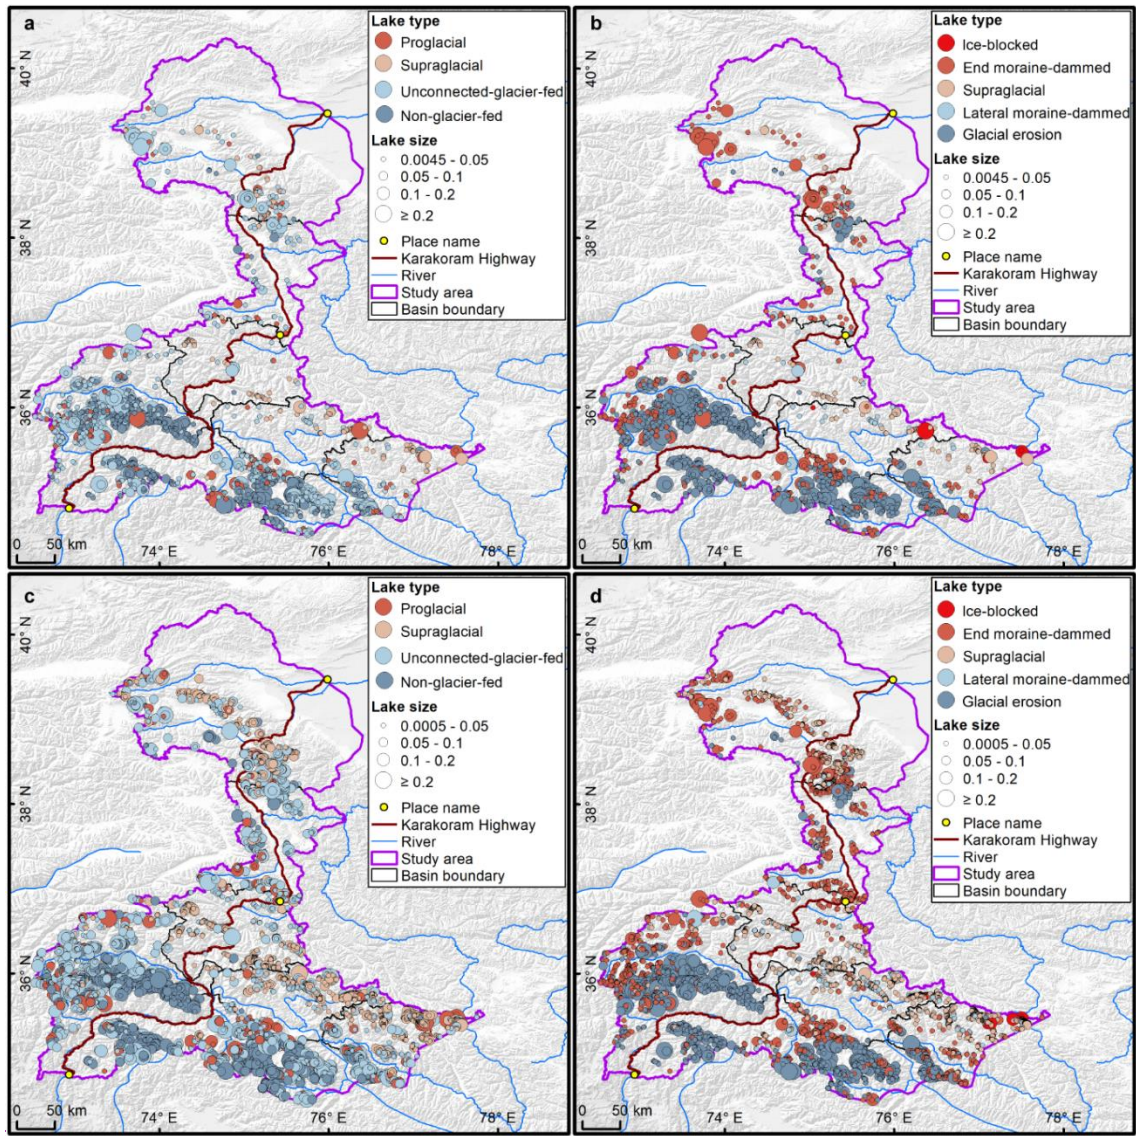 a
Lake type
Proglacial
Supraglacial
Unconnected-glacier-fed
Non-glacier-fed
Lake size
0.0045 - 0.05
0.05 - 0.1
0.1 - 0.2
≥ 0.2
Place name
Karakoram Highway
River
Study area
Basin boundary
40° N
38° N
36° N
0 50 km
74° E
76° E
78° E
b
Lake type
Ice-blocked
End moraine-dammed
Supraglacial
Lateral moraine-dammed
Glacial erosion
Lake size
0.0045 - 0.05
0.05 - 0.1
0.1 - 0.2
≥ 0.2
Place name
Karakoram Highway
River
Study area
Basin boundary
40° N
38° N
36° N
0 50 km
74° E
76° E
78° E
c
Lake type
Proglacial
Supraglacial
Unconnected-glacier-fed
Non-glacier-fed
Lake size
0.0005 - 0.05
0.05 - 0.1
0.1 - 0.2
≥ 0.2
Place name
Karakoram Highway
River
Study area
Basin boundary
40° N
38° N
36° N
0 50 km
74° E
76° E
78° E
d
Lake type
Ice-blocked
End moraine-dammed
Supraglacial
Lateral moraine-dammed
Glacial erosion
Lake size
0.0005 - 0.05
0.05 - 0.1
0.1 - 0.2
≥ 0.2
Place name
Karakoram Highway
River
Study area
Basin boundary
40° N
38° N
36° N
0 50 km
74° E
76° E
78° E